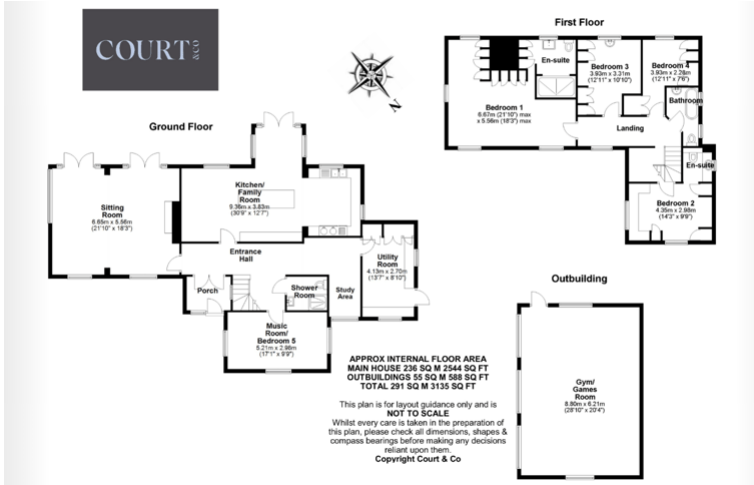 COURT & CO
First Floor
En-suite
Bedroom 3
3.93m x 3.31m
(12'11" x 10'10")
Bedroom 4
3.93m x 2.28m
(12'11" x 7'6")
Bedroom 1
6.67m (21'10") max
x 5.56m (18'3") max
Bathroom
Landing
En-suite
Bedroom 2
4.35m x 2.98m
(14'3" x 9'9")
N
Ground Floor
Kitchen/
Family
Room
9.38m x 3.83m
(30'9" x 12'7")
Sitting
Room
6.65m x 5.56m
(21'10" x 18'3")
Entrance
Hall
Utility
Room
4.13m x 2.70m
(13'7" x 8'10")
Porch
Shower
Room
Study
Area
Music
Room/
Bedroom 5
5.21m x 2.98m
(17'1" x 9'9")
Outbuilding
Gym/
Games
Room
8.80m x 6.21m
(28'10" x 20'4")
APPROX INTERNAL FLOOR AREA
MAIN HOUSE 236 SQ M 2544 SQ FT
OUTBUILDINGS 55 SQ M 588 SQ FT
TOTAL 291 SQ M 3135 SQ FT
This plan is for layout guidance only and is
NOT TO SCALE
Whilst every care is taken in the preparation of
this plan, please check all dimensions, shapes &
compass bearings before making any decisions
reliant upon them.
Copyright Court & Co